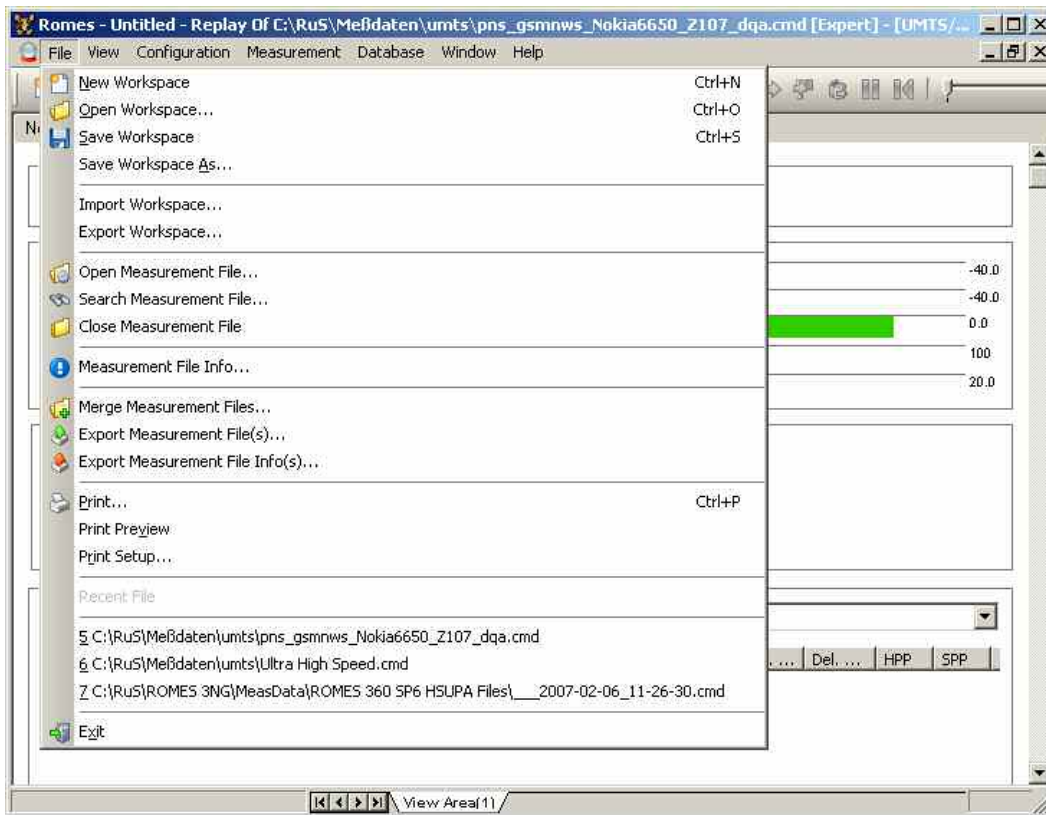 Romes - Untitled - Replay Of C:\RuS\Meßdaten\umts\pns_gsmnws_Nokia6650_Z107_dqa.cmd [Expert] - [UMTS/...
File View Configuration Measurement Database Window Help
New Workspace Ctrl+N
Open Workspace... Ctrl+O
Save Workspace Ctrl+S
Save Workspace As...
Import Workspace...
Export Workspace...
Open Measurement File...
-40.0
Search Measurement File...
-40.0
Close Measurement File
0.0
100
Measurement File Info...
20.0
Merge Measurement Files...
Export Measurement File(s)...
Export Measurement File Info(s)...
Print... Ctrl+P
Print Preview
Print Setup...
Recent File
5 C:\RuS\Meßdaten\umts\pns_gsmnws_Nokia6650_Z107_dqa.cmd
6 C:\RuS\Meßdaten\umts\Ultra High Speed.cmd
... Del. ... HPP SPP
7 C:\RuS\ROMES 3NG\MeasData\ROMES 360 SP6 HSUPA Files\___2007-02-06_11-26-30.cmd
Exit
View Area(1)